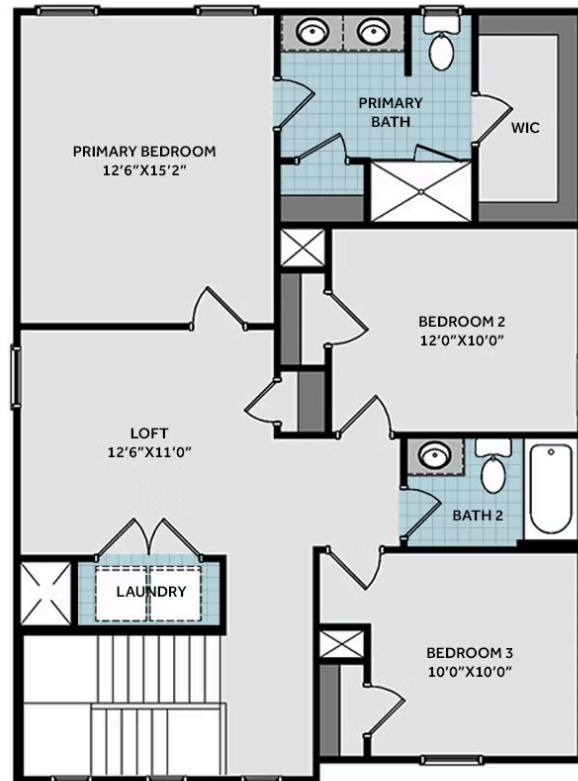 PRIMARY BEDROOM
12'6"X15'2"
PRIMARY
BATH
WIC
BEDROOM 2
12'0"X10'0"
LOFT
12'6"X11'0"
BATH 2
LAUNDRY
BEDROOM 3
10'0"X10'0"